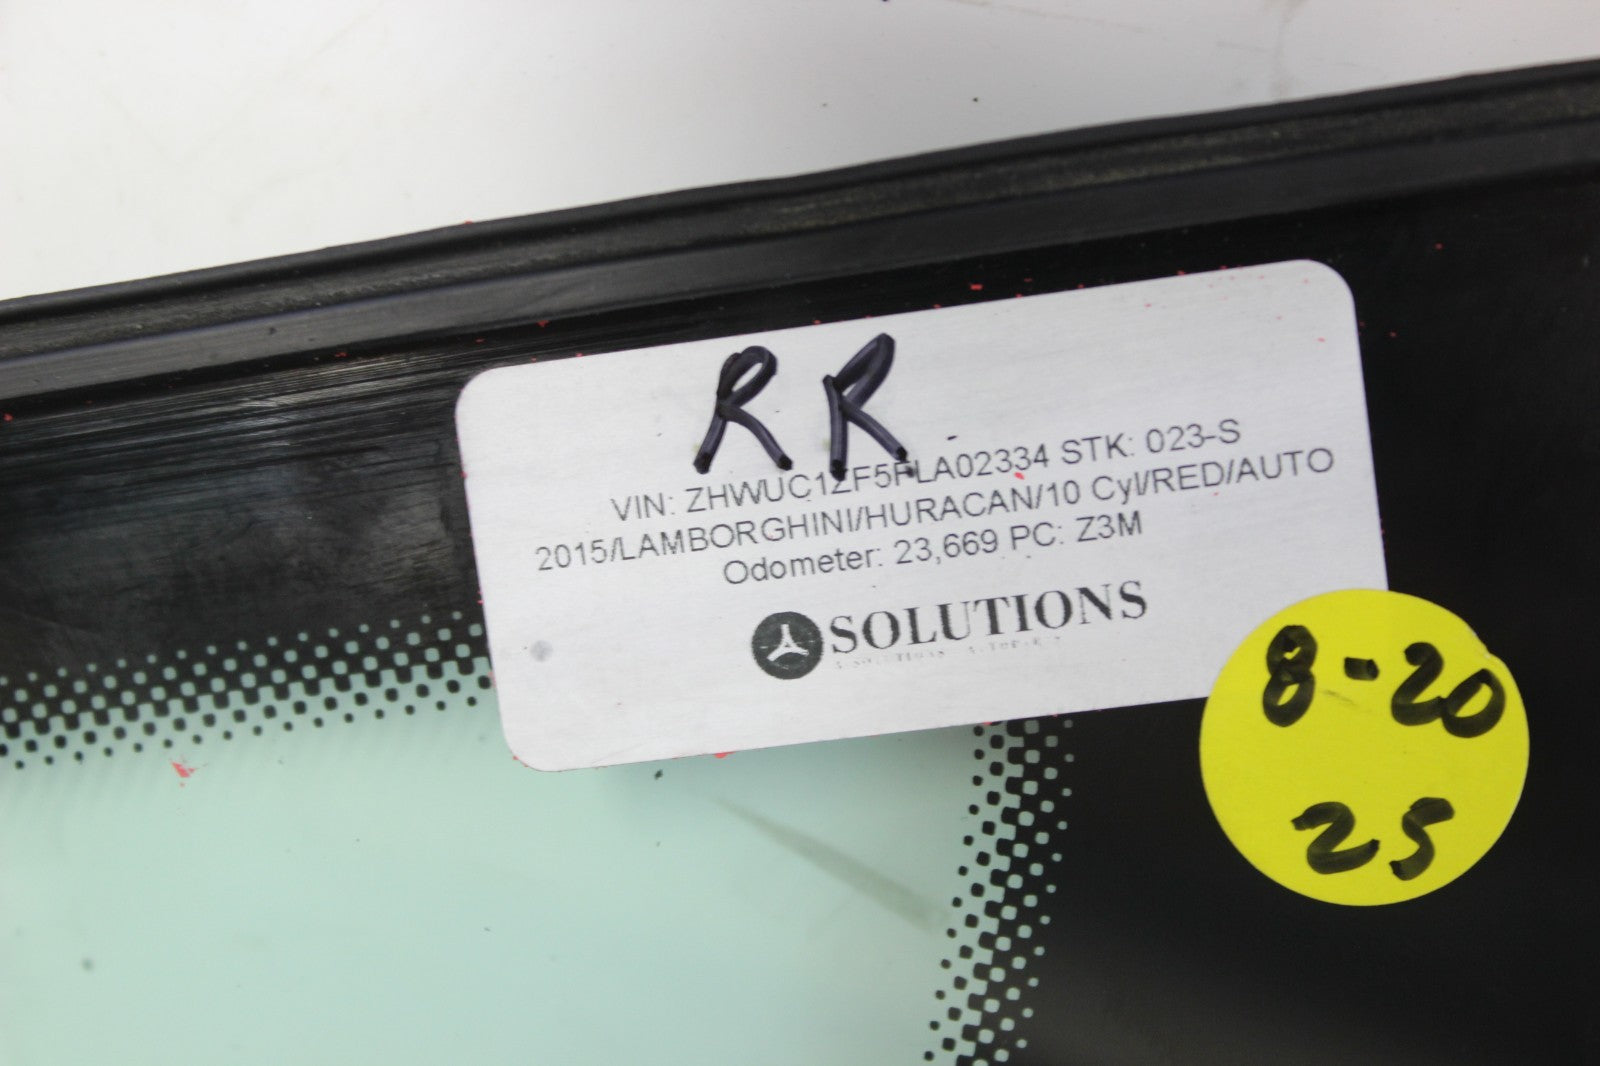 RR
VIN: ZHWUC1ZF5FLA02334 STK: 023-S
2015/LAMBORGHINI/HURACAN/10 Cyl/RED/AUTO
Odometer: 23,669 PC: Z3M
SOLUTIONS
8-20
25